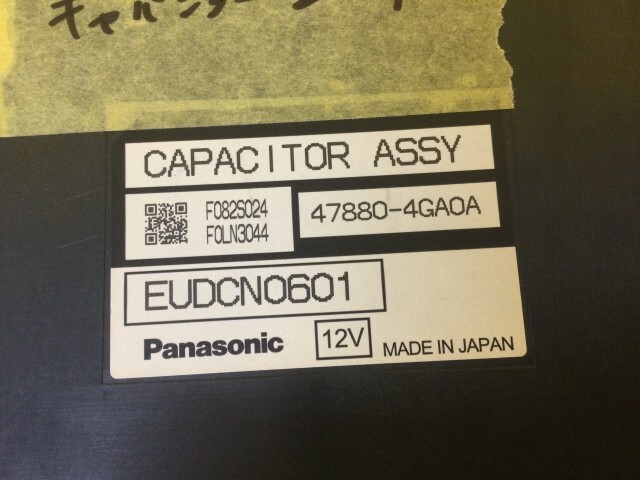 CAPACITOR ASSY
F082S024
F0LN3044
47880-4GA0A
EUDCN0601
Panasonic
12V
MADE IN JAPAN